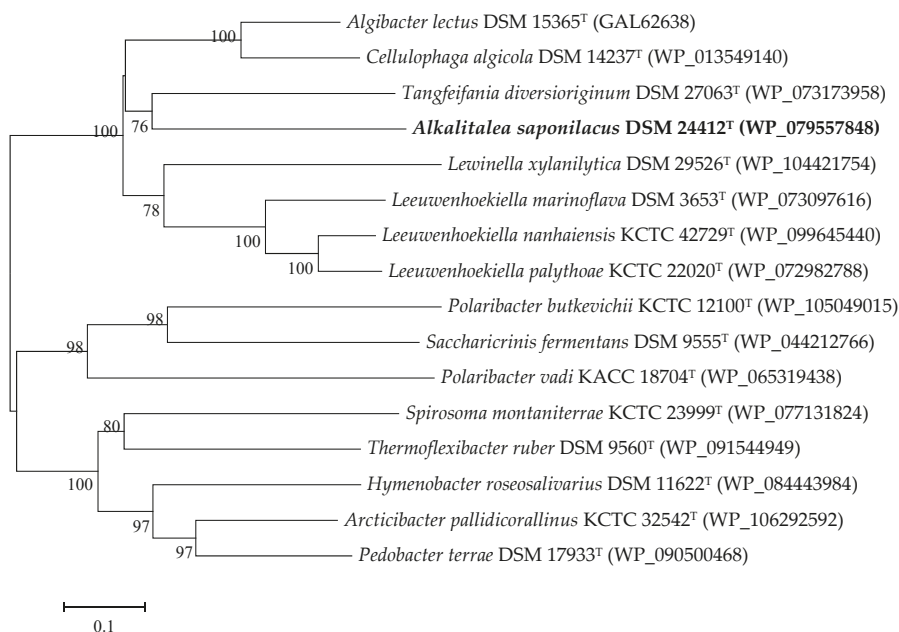 Algibacter lectus DSM 15365ᵀ (GAL62638)
100
Cellulophaga algicola DSM 14237ᵀ (WP_013549140)
Tangfeifania diversioriginum DSM 27063ᵀ (WP_073173958)
76
100
Alkalitalea saponilacus DSM 24412ᵀ (WP_079557848)
Lewinella xylanilytica DSM 29526ᵀ (WP_104421754)
78
Leeuwenhoekiella marinoflava DSM 3653ᵀ (WP_073097616)
100
Leeuwenhoekiella nanhaiensis KCTC 42729ᵀ (WP_099645440)
100
Leeuwenhoekiella palythoae KCTC 22020ᵀ (WP_072982788)
Polaribacter butkevichii KCTC 12100ᵀ (WP_105049015)
98
Saccharicrinis fermentans DSM 9555ᵀ (WP_044212766)
98
Polaribacter vadi KACC 18704ᵀ (WP_065319438)
Spirosoma montaniterrae KCTC 23999ᵀ (WP_077131824)
80
Thermoflexibacter ruber DSM 9560ᵀ (WP_091544949)
100
Hymenobacter roseosalivarius DSM 11622ᵀ (WP_084443984)
97
Arcticibacter pallidicorallinus KCTC 32542ᵀ (WP_106292592)
97
Pedobacter terrae DSM 17933ᵀ (WP_090500468)
0.1